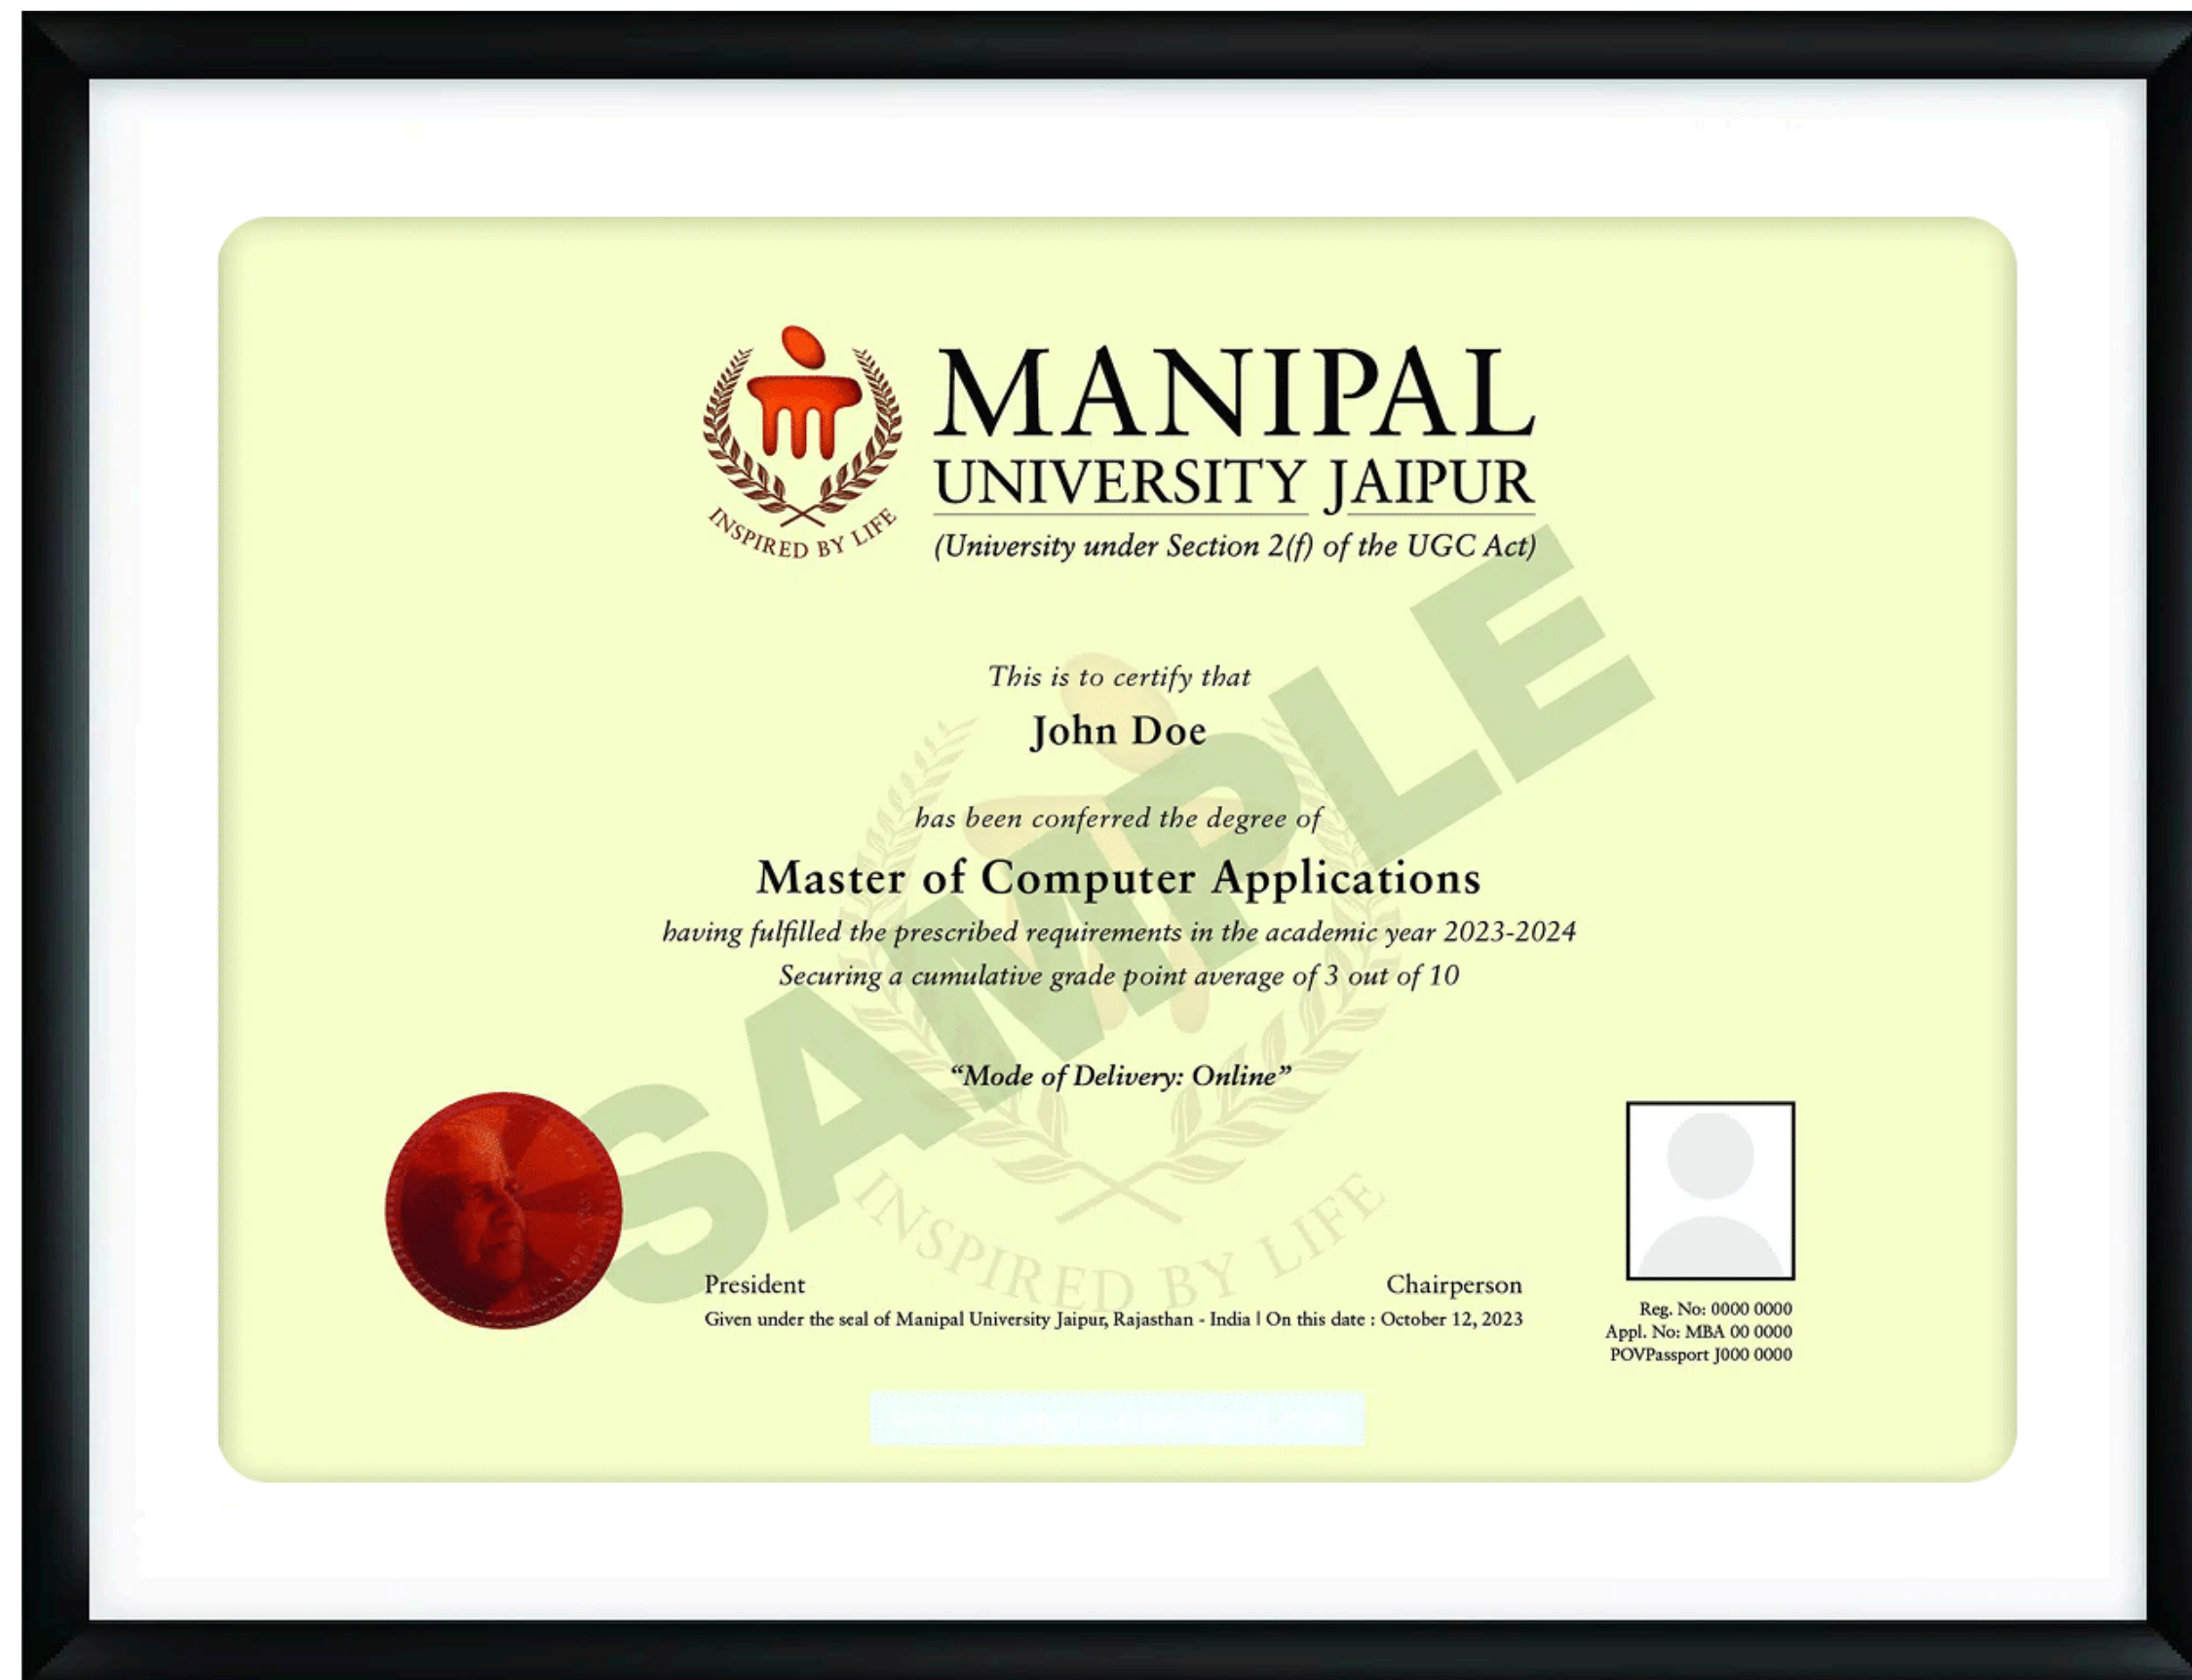 MANIPAL
UNIVERSITY JAIPUR
(University under Section 2(f) of the UGC Act)
INSPIRED BY LIFE
This is to certify that
John Doe
has been conferred the degree of
Master of Computer Applications
having fulfilled the prescribed requirements in the academic year 2023-2024
Securing a cumulative grade point average of 3 out of 10
“Mode of Delivery: Online”
SAMPLE
INSPIRED BY LIFE
President
Chairperson
Given under the seal of Manipal University Jaipur, Rajasthan - India | On this date : October 12, 2023
Reg. No: 0000 0000
Appl. No: MBA 00 0000
POVPassport J000 0000